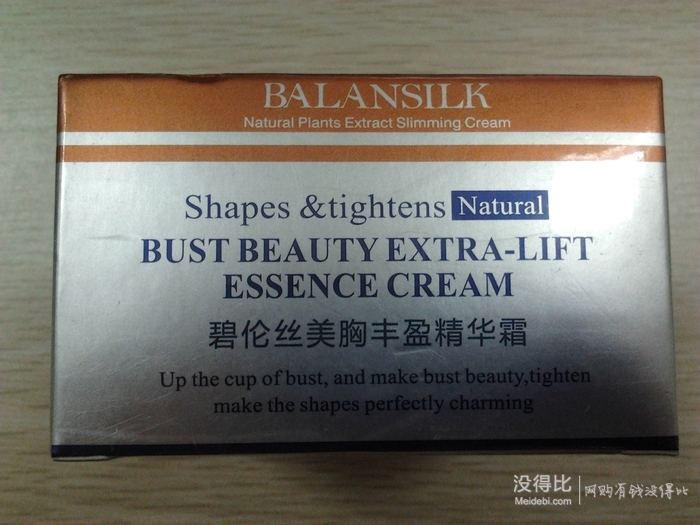 BALANSILK
Natural Plants Extract Slimming Cream
Shapes &tightens Natural
BUST BEAUTY EXTRA-LIFT
ESSENCE CREAM
碧伦丝美胸丰盈精华霜
Up the cup of bust, and make bust beauty,tighten
make the shapes perfectly charming
没得比 网购有钱没得比
Meidebi.com